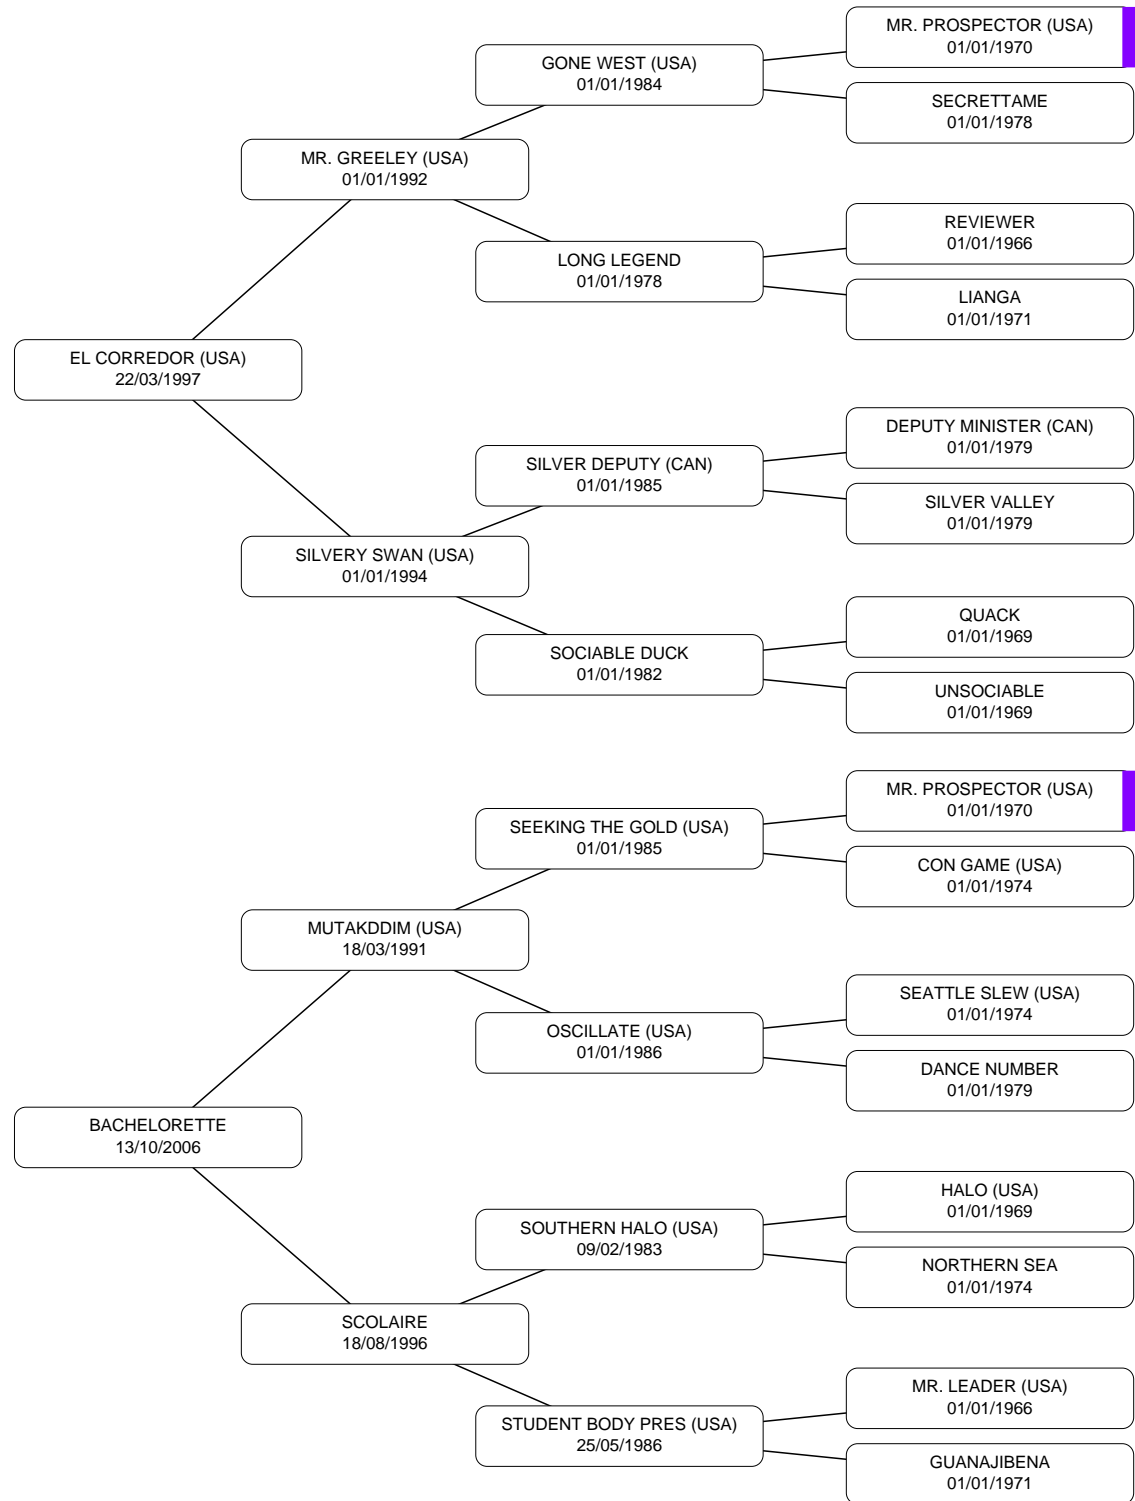 MR. PROSPECTOR (USA)
01/01/1970
GONE WEST (USA)
01/01/1984
SECRETTAME
01/01/1978
MR. GREELEY (USA)
01/01/1992
REVIEWER
01/01/1966
LONG LEGEND
01/01/1978
LIANGA
01/01/1971
EL CORREDOR (USA)
22/03/1997
DEPUTY MINISTER (CAN)
01/01/1979
SILVER DEPUTY (CAN)
01/01/1985
SILVER VALLEY
01/01/1979
SILVERY SWAN (USA)
01/01/1994
QUACK
01/01/1969
SOCIABLE DUCK
01/01/1982
UNSOCIABLE
01/01/1969
MR. PROSPECTOR (USA)
01/01/1970
SEEKING THE GOLD (USA)
01/01/1985
CON GAME (USA)
01/01/1974
MUTAKDDIM (USA)
18/03/1991
SEATTLE SLEW (USA)
01/01/1974
OSCILLATE (USA)
01/01/1986
DANCE NUMBER
01/01/1979
BACHELORETTE
13/10/2006
HALO (USA)
01/01/1969
SOUTHERN HALO (USA)
09/02/1983
NORTHERN SEA
01/01/1974
SCOLAIRE
18/08/1996
MR. LEADER (USA)
01/01/1966
STUDENT BODY PRES (USA)
25/05/1986
GUANAJIBENA
01/01/1971